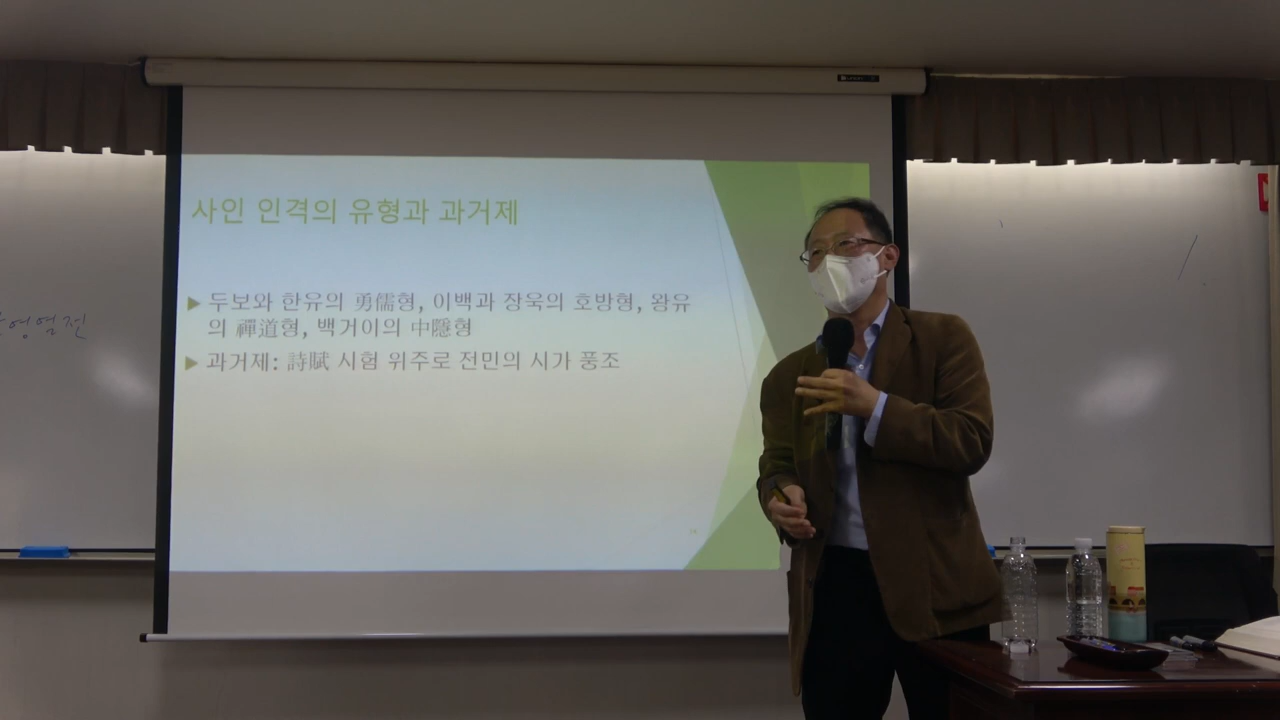 사인 인격의 유형과 과거제
두보와 한유의 勇儒형, 이백과 장욱의 호방형, 왕유
의 禪道형, 백거이의 中隱형
과거제: 詩賦 시험 위주로 전민의 시가 풍조